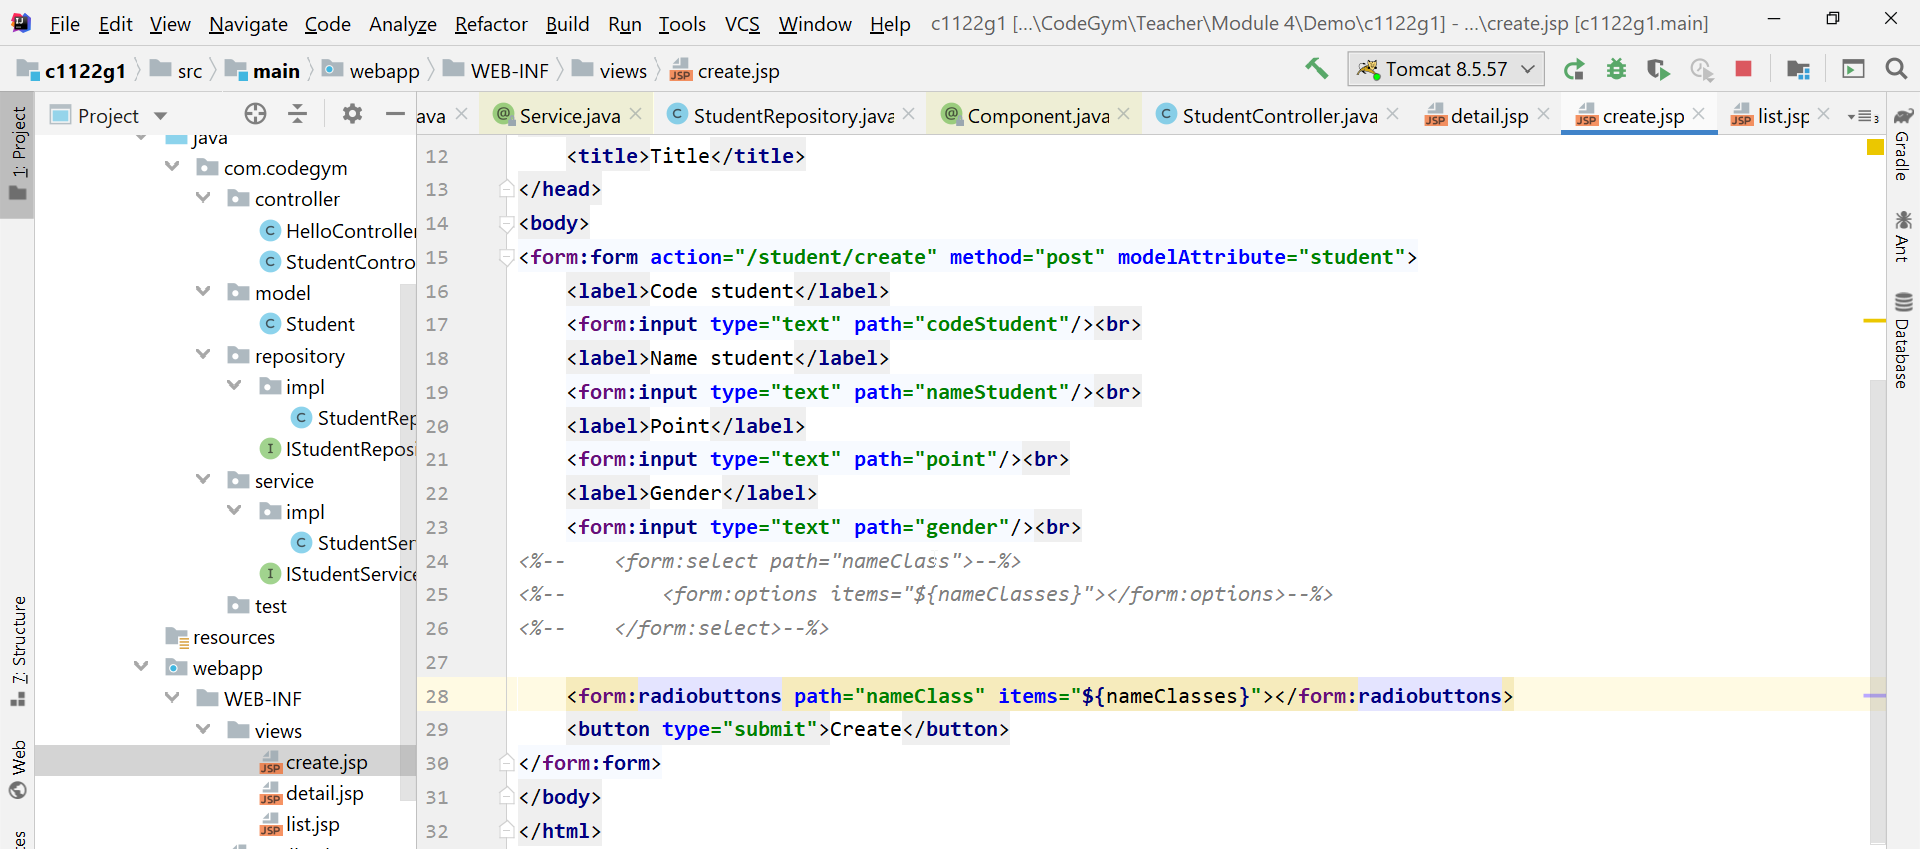 File Edit View Navigate Code Analyze Refactor Build Run Tools VCS Window Help c1122g1 [...\CodeGym\Teacher\Module 4\Demo\c1122g1] - ...\create.jsp [c1122g1.main]
c1122g1 src main webapp WEB-INF views create.jsp Tomcat 8.5.57
Project ava Service.java StudentRepository.java Component.java StudentController.java detail.jsp create.jsp list.jsp 3
1: Project
7: Structure
Web
java
com.codegym
controller
HelloController
StudentContro
model
Student
repository
impl
StudentRep
IStudentReposi
service
impl
StudentSer
IStudentService
test
resources
webapp
WEB-INF
views
create.jsp
detail.jsp
list.jsp
12 <title>Title</title>
13 </head>
14 <body>
15 <form:form action="/student/create" method="post" modelAttribute="student">
16 <label>Code student</label>
17 <form:input type="text" path="codeStudent"/><br>
18 <label>Name student</label>
19 <form:input type="text" path="nameStudent"/><br>
20 <label>Point</label>
21 <form:input type="text" path="point"/><br>
22 <label>Gender</label>
23 <form:input type="text" path="gender"/><br>
24 <%-- <form:select path="nameClass">--%>
25 <%-- <form:options items="${nameClasses}"></form:options>--%>
26 <%-- </form:select>--%>
27
28 <form:radiobuttons path="nameClass" items="${nameClasses}"></form:radiobuttons>
29 <button type="submit">Create</button>
30 </form:form>
31 </body>
32 </html>
Gradle
Ant
Database